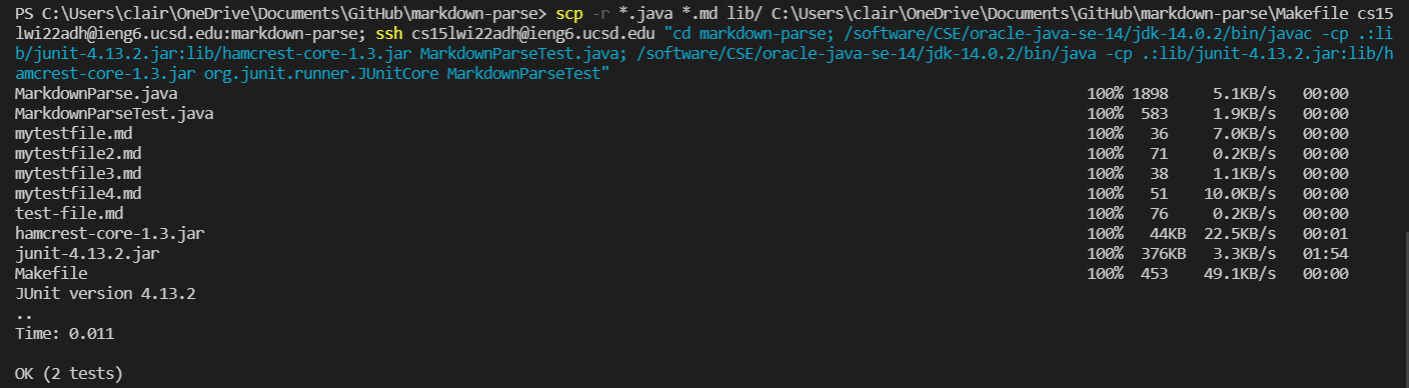 PS C:\Users\clair\OneDrive\Documents\GitHub\markdown-parse> scp -r *.java *.md lib/ C:\Users\clair\OneDrive\Documents\GitHub\markdown-parse\Makefile cs15
lwi22adh@ieng6.ucsd.edu:markdown-parse; ssh cs15lwi22adh@ieng6.ucsd.edu "cd markdown-parse; /software/CSE/oracle-java-se-14/jdk-14.0.2/bin/javac -cp .:li
b/junit-4.13.2.jar:lib/hamcrest-core-1.3.jar MarkdownParseTest.java; /software/CSE/oracle-java-se-14/jdk-14.0.2/bin/java -cp .:lib/junit-4.13.2.jar:lib/h
amcrest-core-1.3.jar org.junit.runner.JUnitCore MarkdownParseTest"
MarkdownParse.java 100% 1898 5.1KB/s 00:00
MarkdownParseTest.java 100% 583 1.9KB/s 00:00
mytestfile.md 100% 36 7.0KB/s 00:00
mytestfile2.md 100% 71 0.2KB/s 00:00
mytestfile3.md 100% 38 1.1KB/s 00:00
mytestfile4.md 100% 51 10.0KB/s 00:00
test-file.md 100% 76 0.2KB/s 00:00
hamcrest-core-1.3.jar 100% 44KB 22.5KB/s 00:01
junit-4.13.2.jar 100% 376KB 3.3KB/s 01:54
Makefile 100% 453 49.1KB/s 00:00
JUnit version 4.13.2
..
Time: 0.011
OK (2 tests)